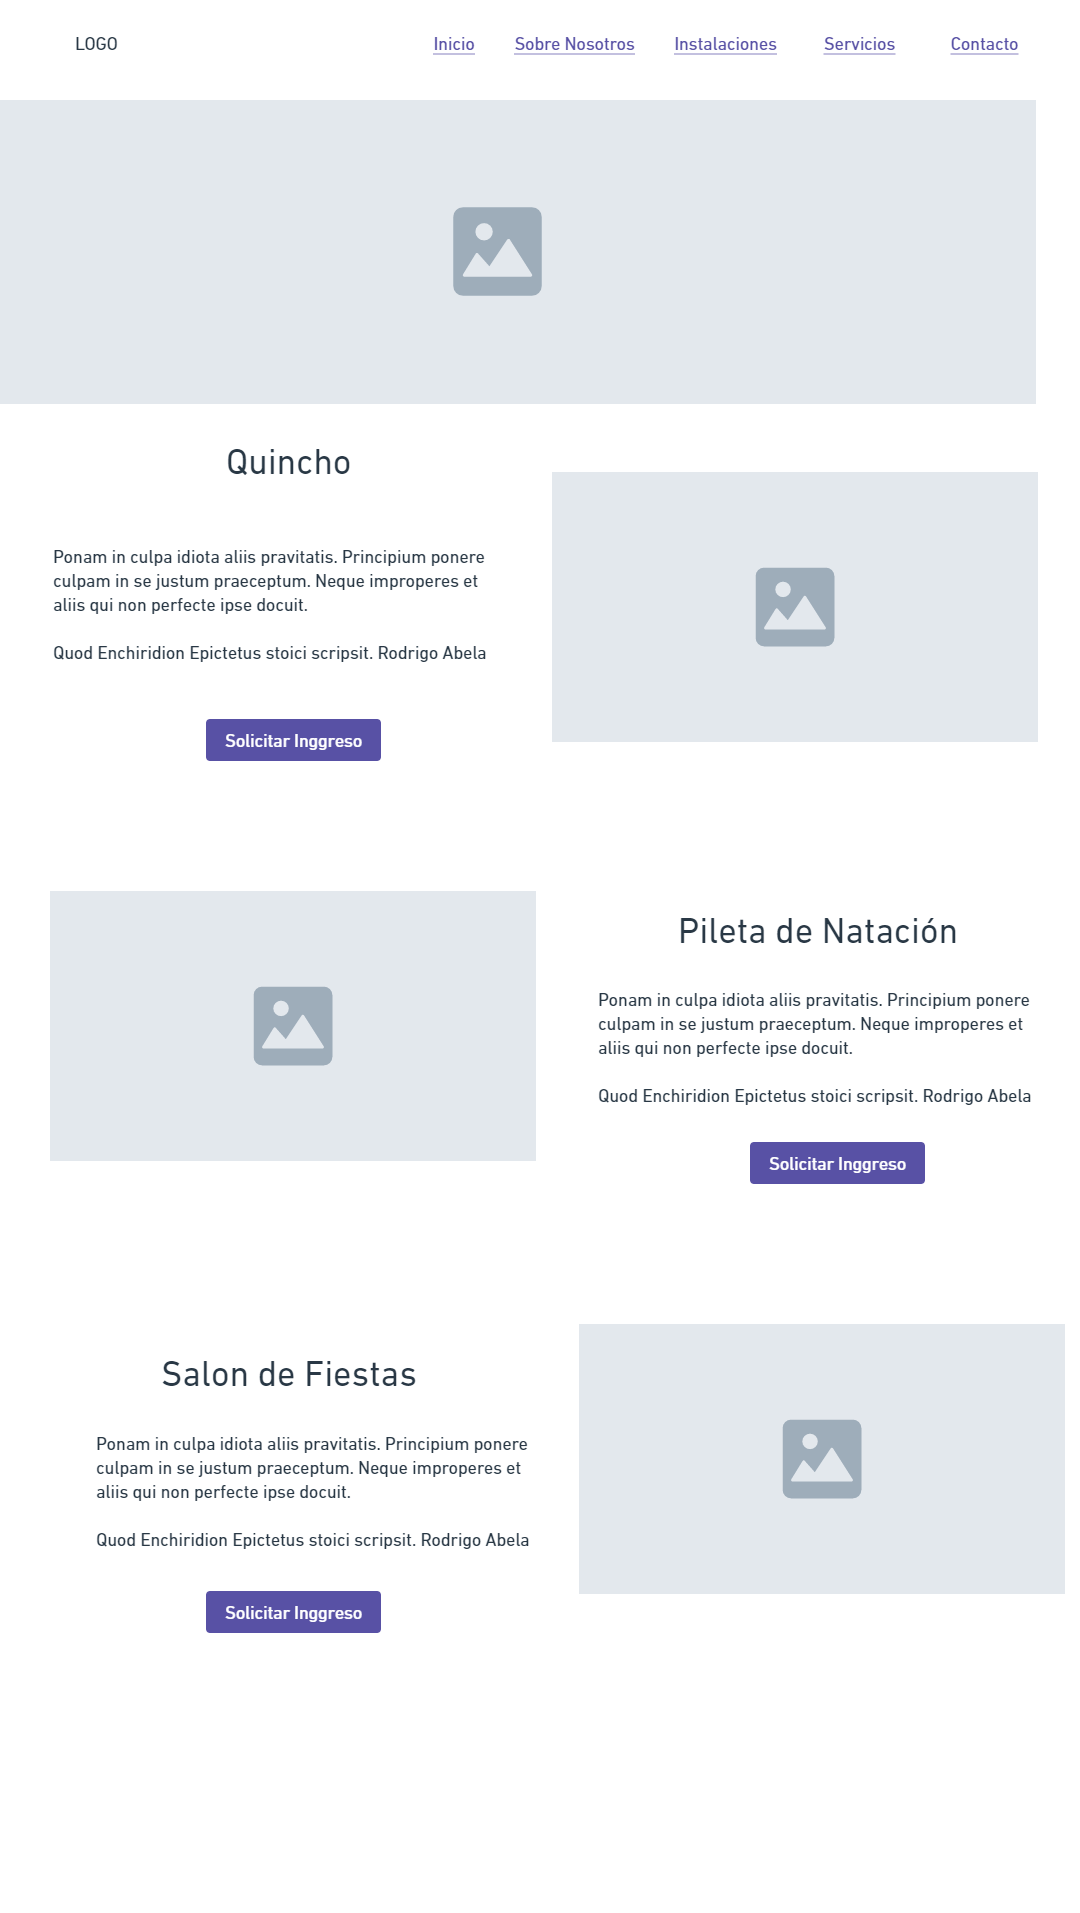 LOGO
Inicio
Sobre Nosotros
Instalaciones
Servicios
Contacto
Quincho
Ponam in culpa idiota aliis pravitatis. Principium ponere
culpam in se justum praeceptum. Neque improperes et
aliis qui non perfecte ipse docuit.
Quod Enchiridion Epictetus stoici scripsit. Rodrigo Abela
Solicitar Inggreso
Pileta de Natación
Ponam in culpa idiota aliis pravitatis. Principium ponere
culpam in se justum praeceptum. Neque improperes et
aliis qui non perfecte ipse docuit.
Quod Enchiridion Epictetus stoici scripsit. Rodrigo Abela
Solicitar Inggreso
Salon de Fiestas
Ponam in culpa idiota aliis pravitatis. Principium ponere
culpam in se justum praeceptum. Neque improperes et
aliis qui non perfecte ipse docuit.
Quod Enchiridion Epictetus stoici scripsit. Rodrigo Abela
Solicitar Inggreso